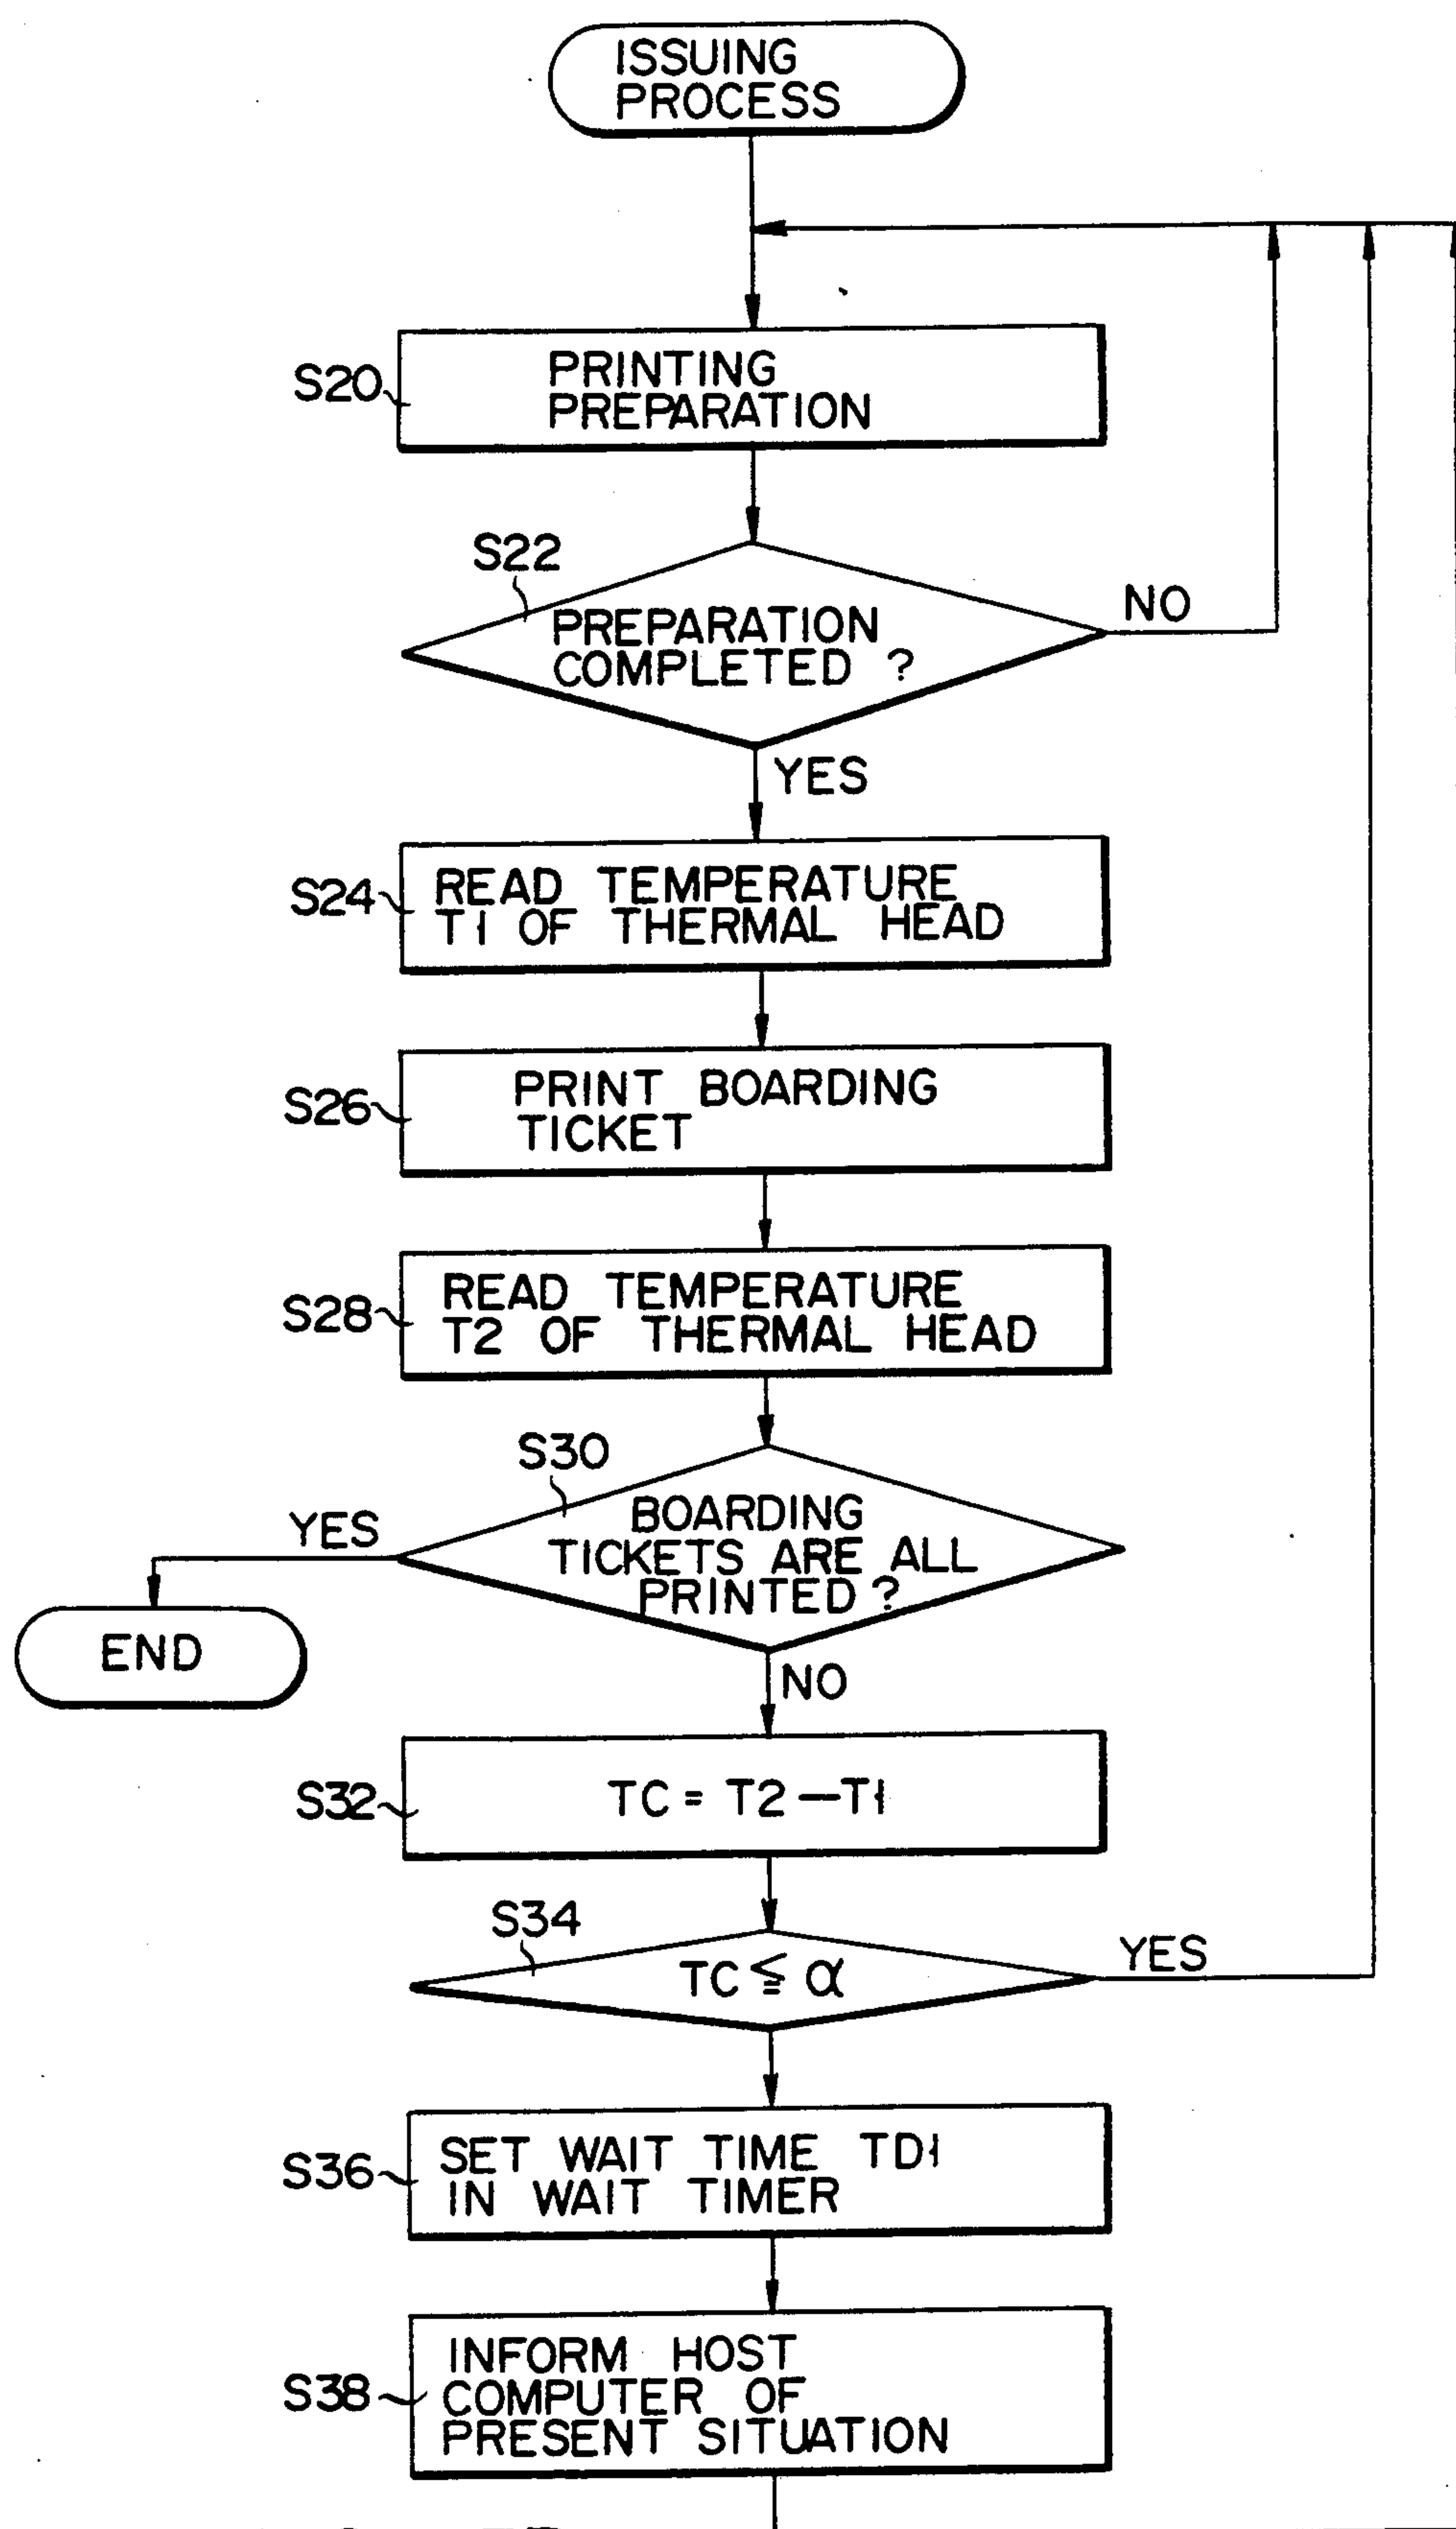 ISSUING
PROCESS
S20
PRINTING
PREPARATION
S22
PREPARATION
COMPLETED ?
NO
YES
S24
READ TEMPERATURE
T1 OF THERMAL HEAD
S26
PRINT BOARDING
TICKET
S28
READ TEMPERATURE
T2 OF THERMAL HEAD
S30
BOARDING
TICKETS ARE ALL
PRINTED ?
YES
END
NO
S32
TC = T2 — T1
S34
TC ≦ α
YES
S36
SET WAIT TIME TD1
IN WAIT TIMER
S38
INFORM HOST
COMPUTER OF
PRESENT SITUATION